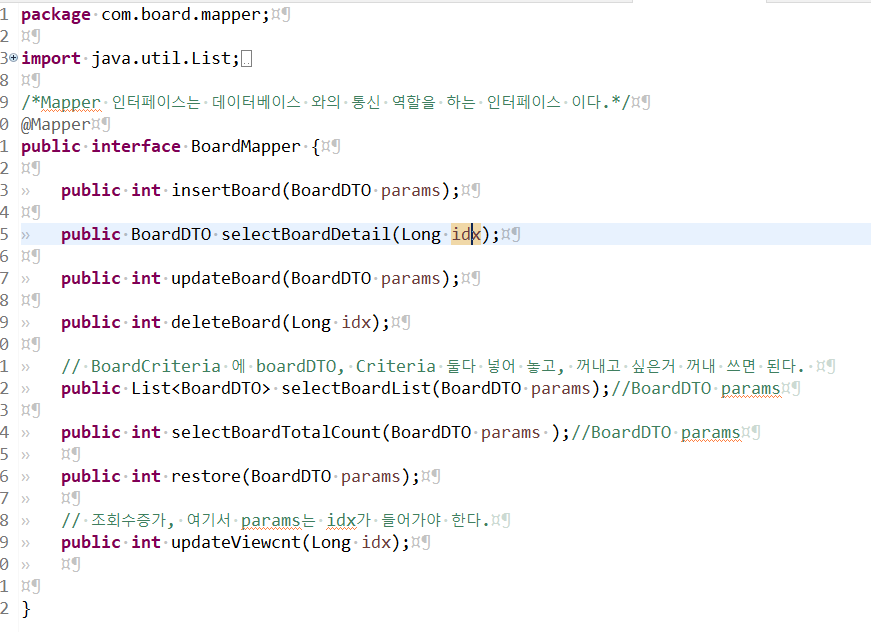 1 package com.board.mapper;
2
3 import java.util.List;
8
9 /*Mapper 인터페이스는 데이터베이스 와의 통신 역할을 하는 인터페이스 이다.*/
0 @Mapper
1 public interface BoardMapper {
2
3 public int insertBoard(BoardDTO params);
4
5 public BoardDTO selectBoardDetail(Long idx);
6
7 public int updateBoard(BoardDTO params);
8
9 public int deleteBoard(Long idx);
0
1 // BoardCriteria 에 boardDTO, Criteria 둘다 넣어 놓고, 꺼내고 싶은거 꺼내 쓰면 된다.
2 public List<BoardDTO> selectBoardList(BoardDTO params);//BoardDTO params
3
4 public int selectBoardTotalCount(BoardDTO params );//BoardDTO params
5
6 public int restore(BoardDTO params);
7
8 // 조회수증가, 여기서 params는 idx가 들어가야 한다.
9 public int updateViewcnt(Long idx);
0
1
2 }